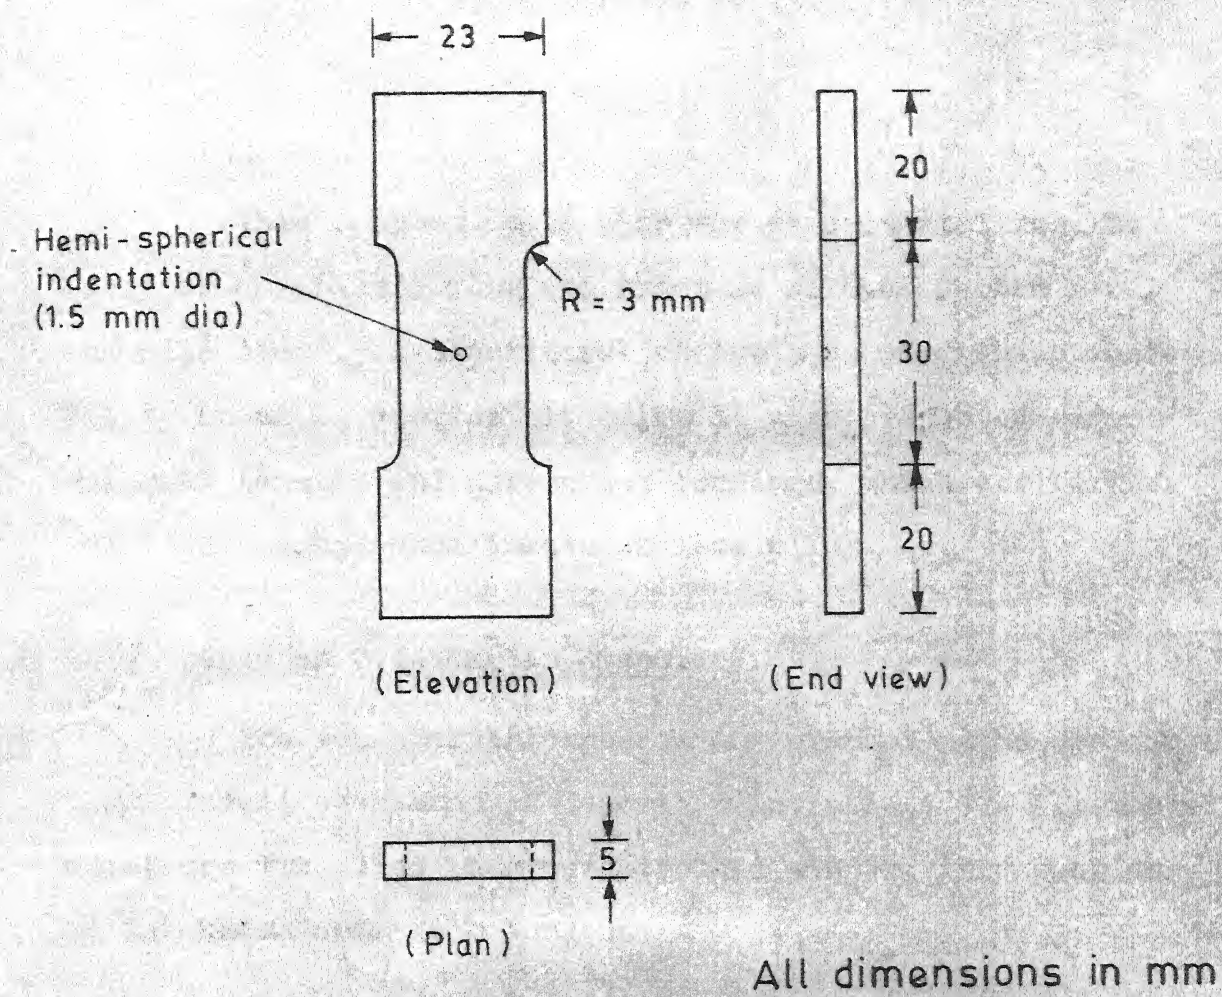 23
20
Hemi-spherical
indentation
(1.5 mm dia)
R = 3 mm
30
20
(Elevation)
(End view)
5
(Plan)
All dimensions in mm